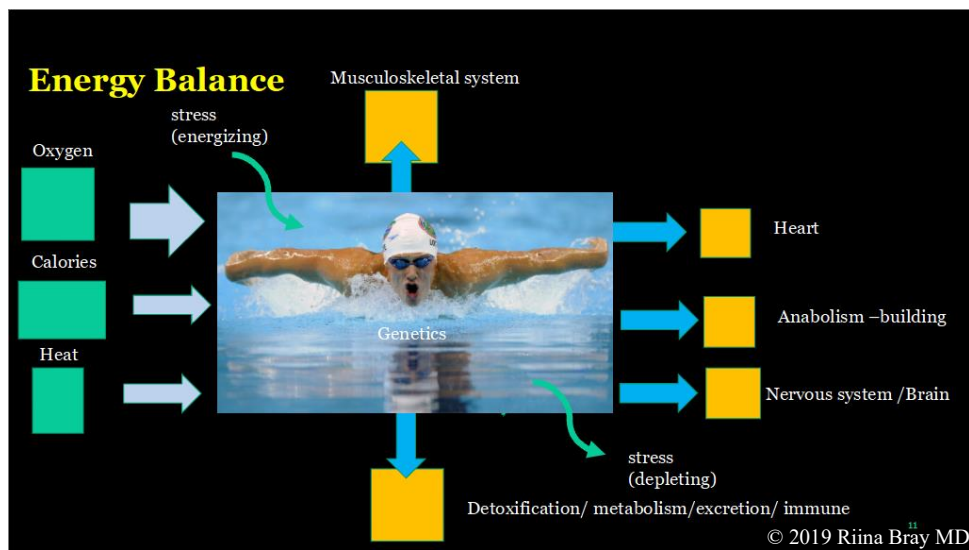 Energy Balance
Musculoskeletal system
stress
(energizing)
Oxygen
Calories
Heat
Genetics
Heart
Anabolism –building
Nervous system /Brain
stress
(depleting)
Detoxification/ metabolism/excretion/ immune
11
© 2019 Riina Bray MD